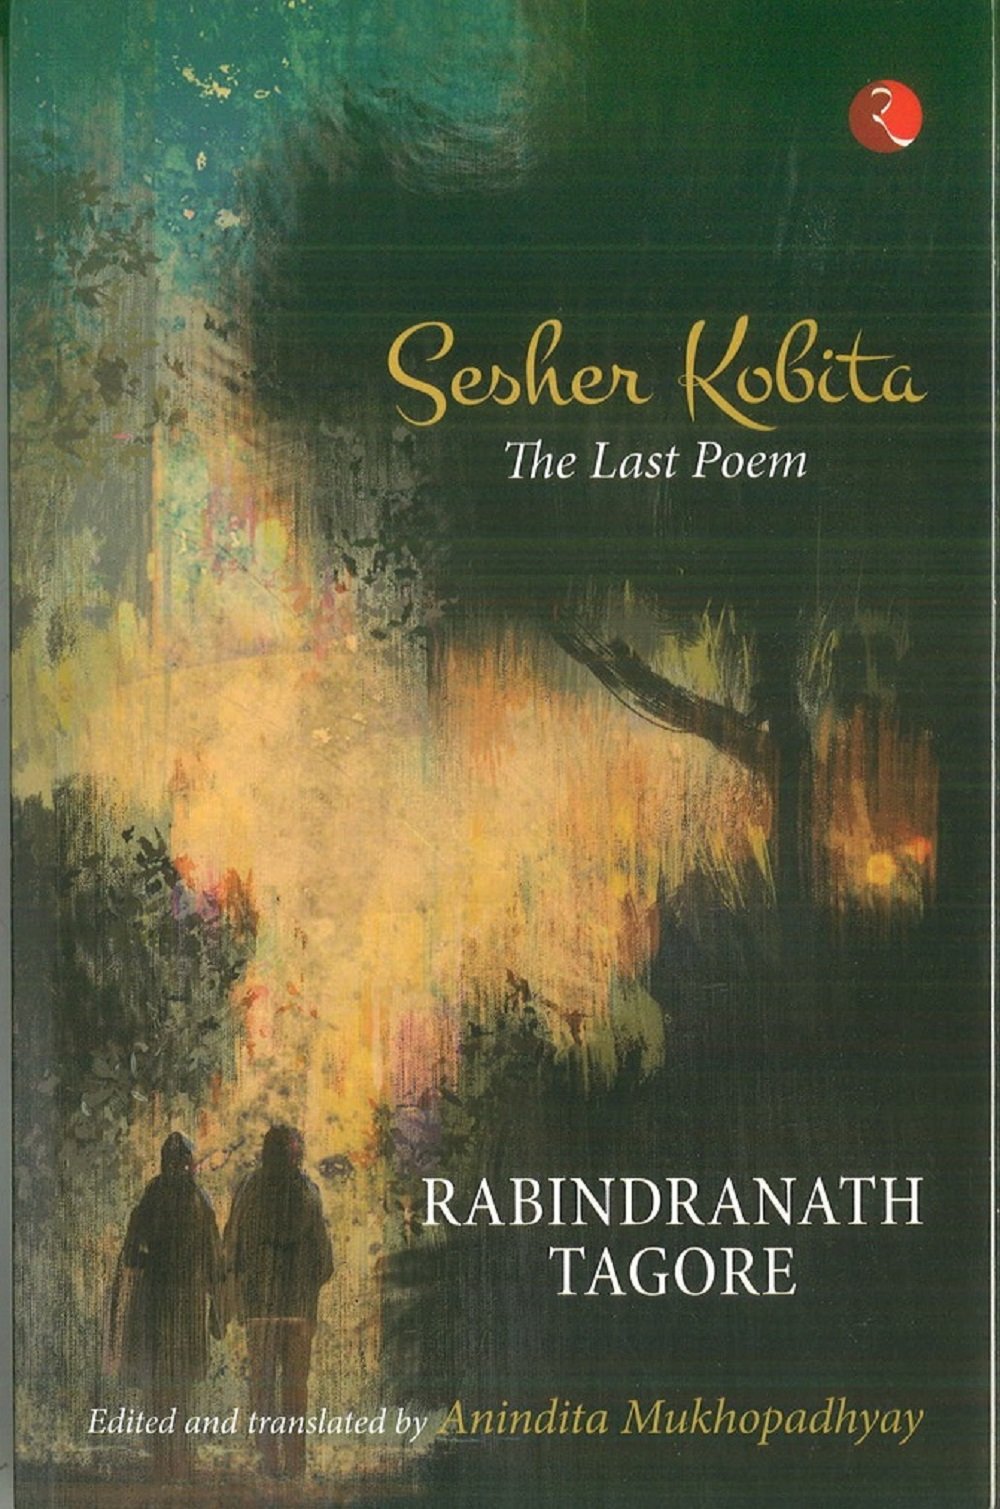 Sesher Kobita
The Last Poem
RABINDRANATH
TAGORE
Edited and translated by Anindita Mukhopadhyay